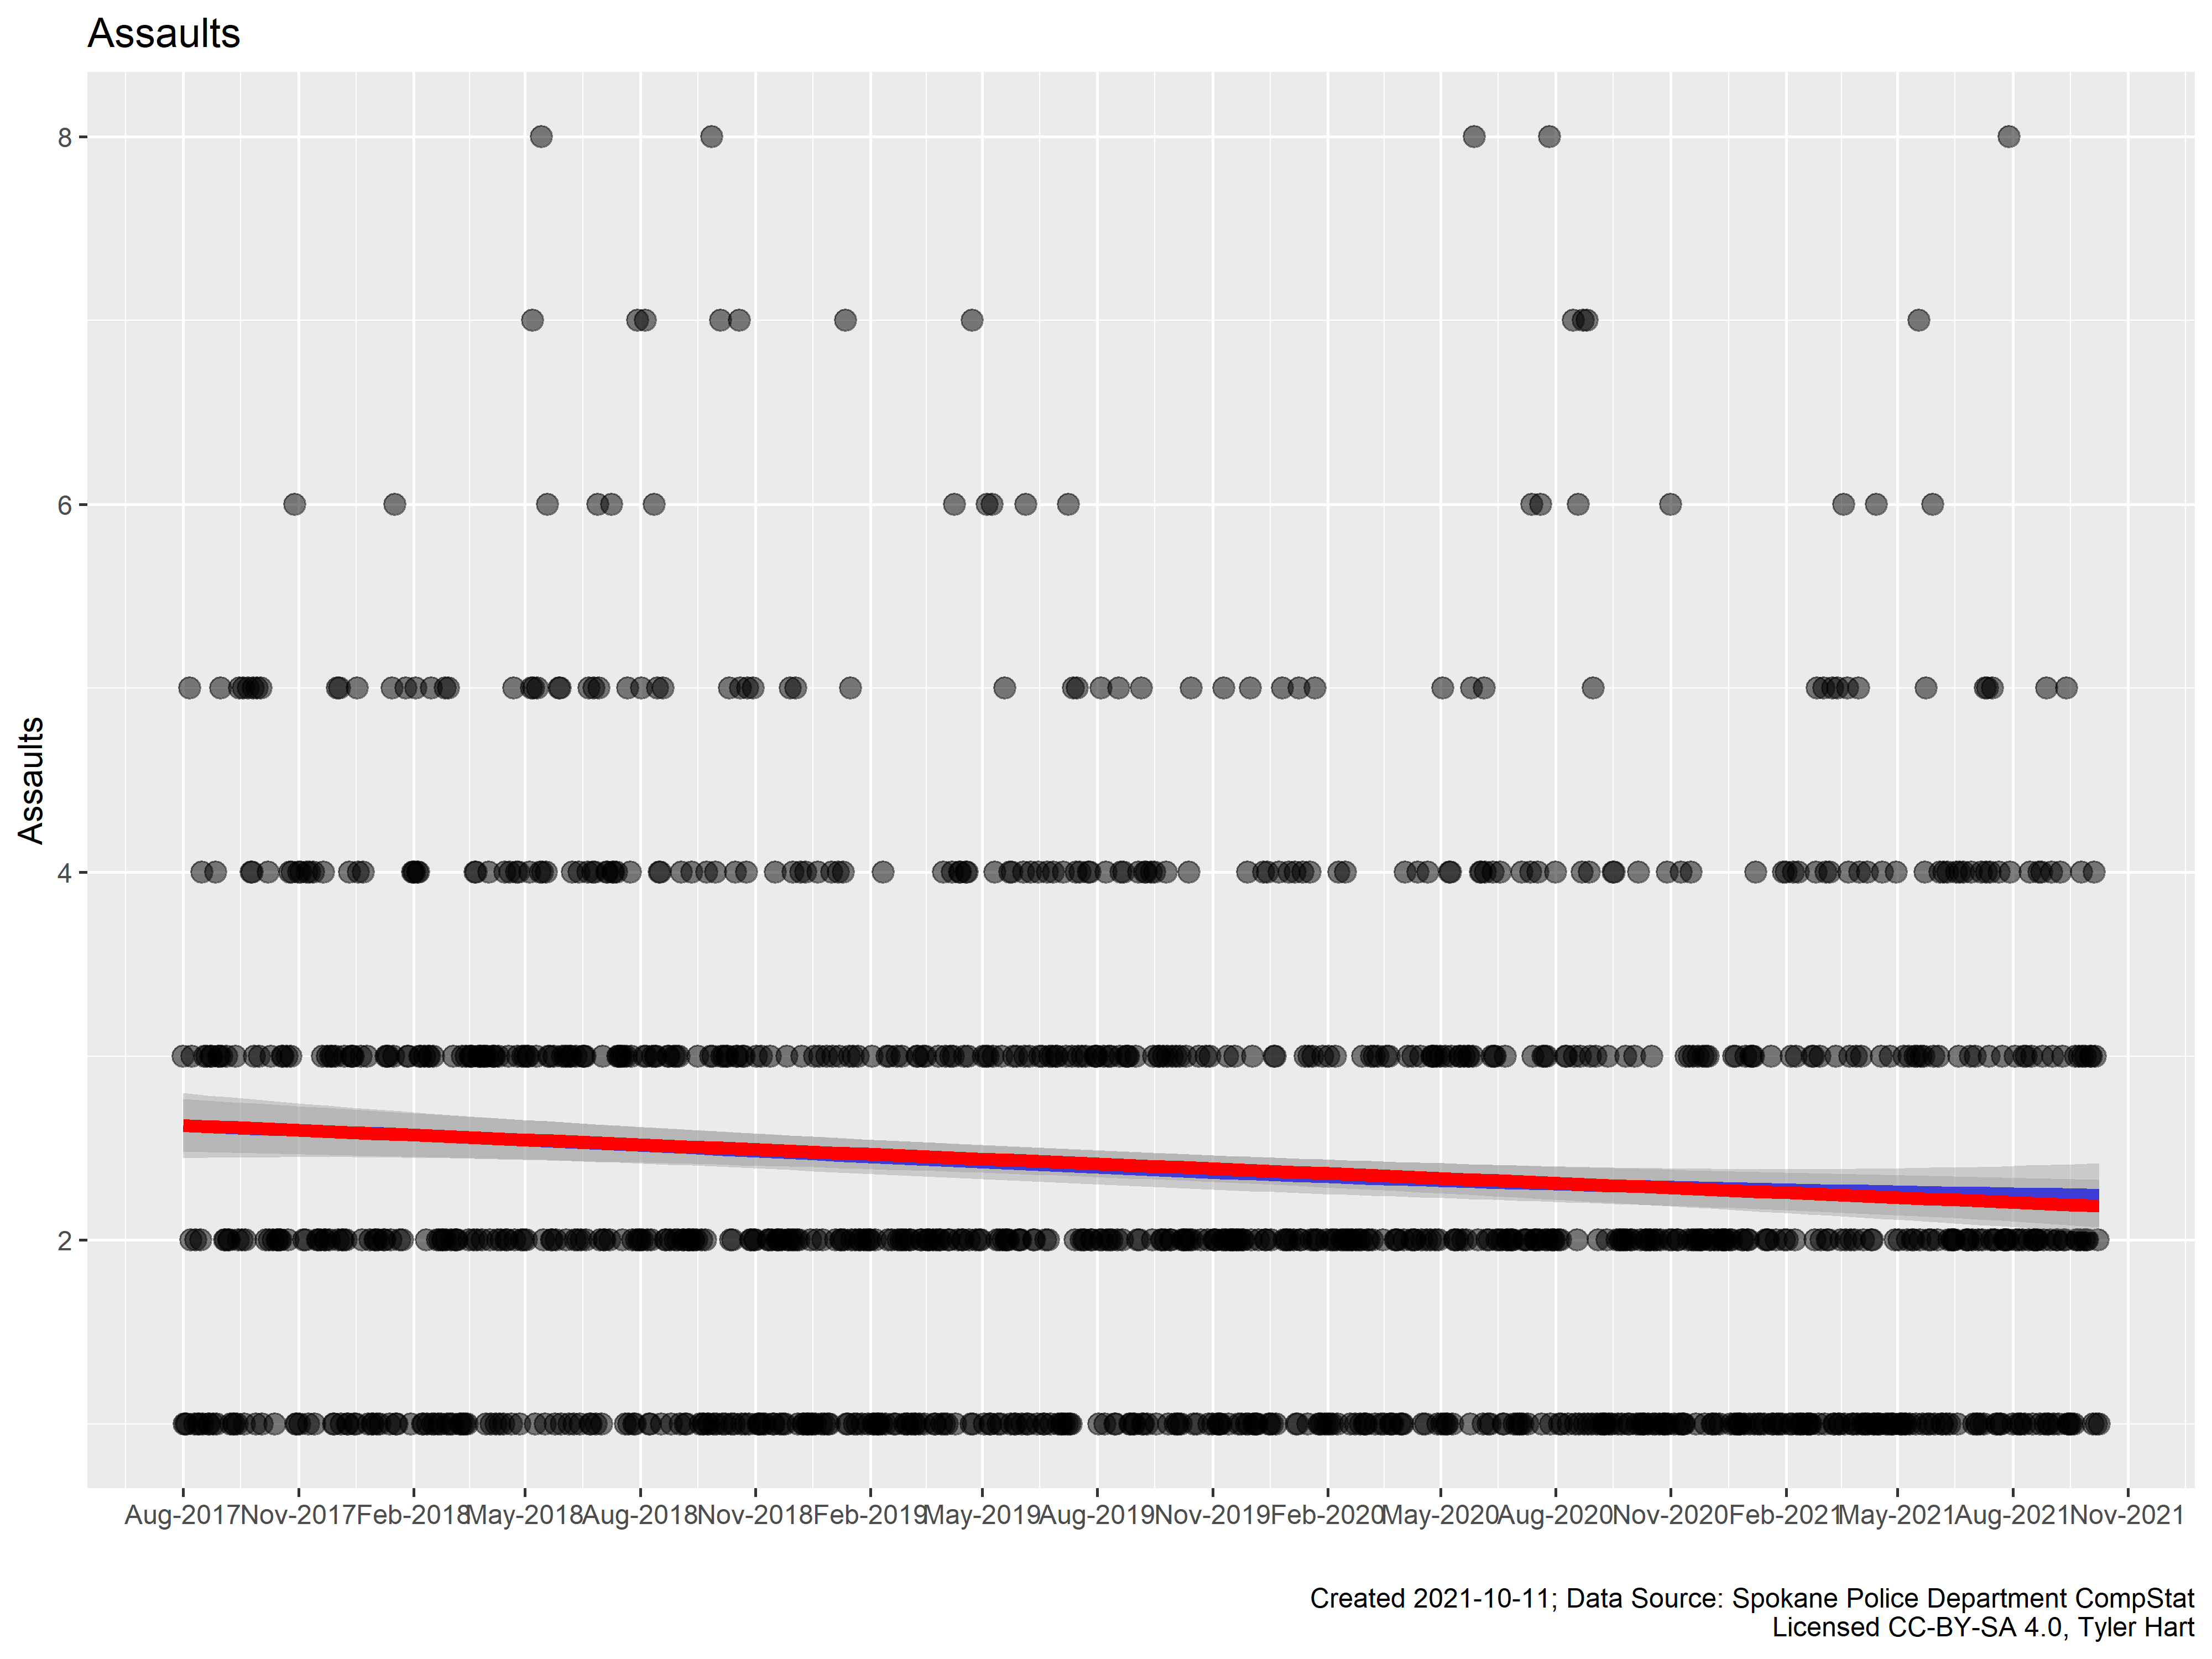 Assaults
8
6
4
2
Assaults
Aug-2017 Nov-2017 Feb-2018 May-2018 Aug-2018 Nov-2018 Feb-2019 May-2019 Aug-2019 Nov-2019 Feb-2020 May-2020 Aug-2020 Nov-2020 Feb-2021 May-2021 Aug-2021 Nov-2021
Created 2021-10-11; Data Source: Spokane Police Department CompStat
Licensed CC-BY-SA 4.0, Tyler Hart